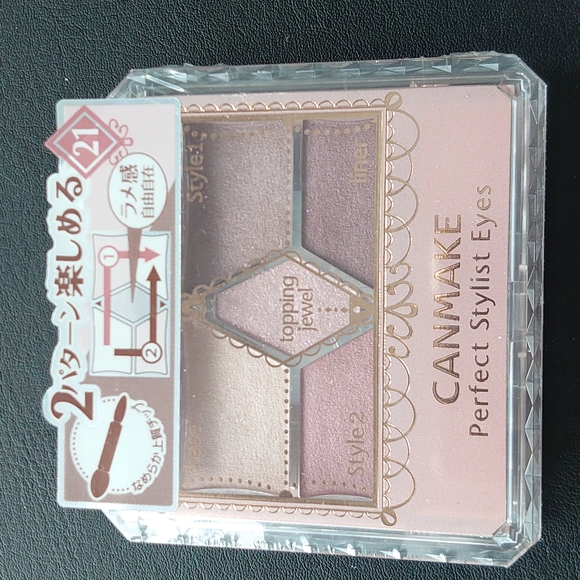 2パターン楽しめる
21
ラメ感
自由自在
1
2
なめらか上質チップ
Style1
liner
topping
jewel
Style2
CANMAKE
Perfect Stylist Eyes